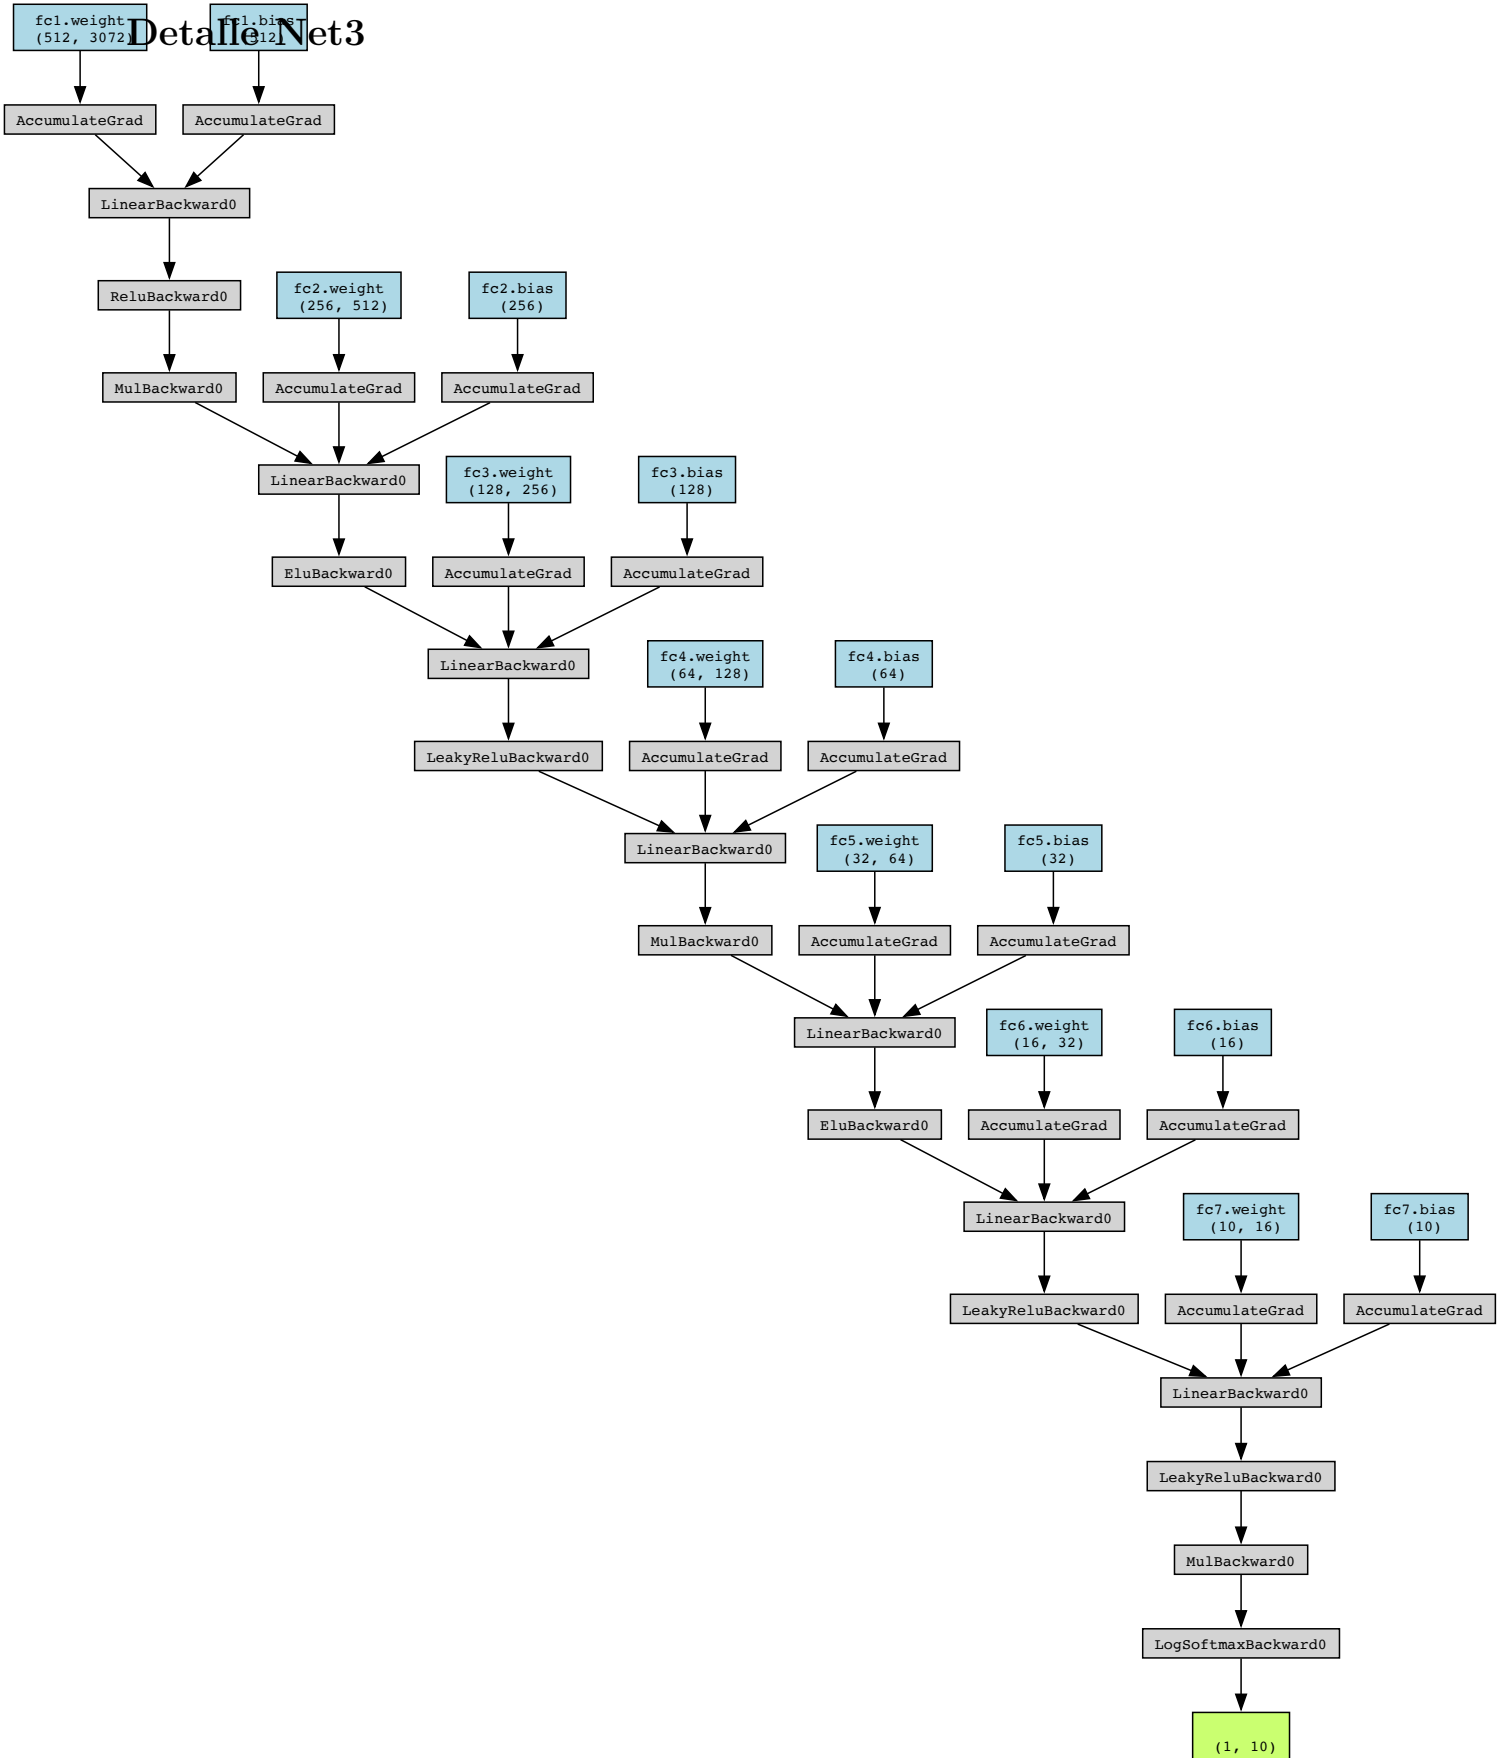 Detalle Net3
fc1.weight
(512, 3072)
fc1.bias
(512)
AccumulateGrad
AccumulateGrad
LinearBackward0
ReluBackward0
fc2.weight
(256, 512)
fc2.bias
(256)
MulBackward0
AccumulateGrad
AccumulateGrad
LinearBackward0
fc3.weight
(128, 256)
fc3.bias
(128)
EluBackward0
AccumulateGrad
AccumulateGrad
LinearBackward0
fc4.weight
(64, 128)
fc4.bias
(64)
LeakyReluBackward0
AccumulateGrad
AccumulateGrad
LinearBackward0
fc5.weight
(32, 64)
fc5.bias
(32)
MulBackward0
AccumulateGrad
AccumulateGrad
LinearBackward0
fc6.weight
(16, 32)
fc6.bias
(16)
EluBackward0
AccumulateGrad
AccumulateGrad
LinearBackward0
fc7.weight
(10, 16)
fc7.bias
(10)
LeakyReluBackward0
AccumulateGrad
AccumulateGrad
LinearBackward0
LeakyReluBackward0
MulBackward0
LogSoftmaxBackward0
(1, 10)